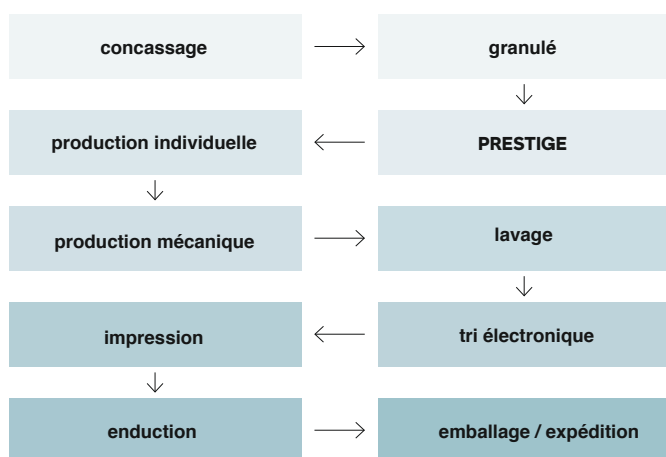 concassage
granulé
PRESTIGE
production individuelle
production mécanique
lavage
tri électronique
impression
enduction
emballage / expédition